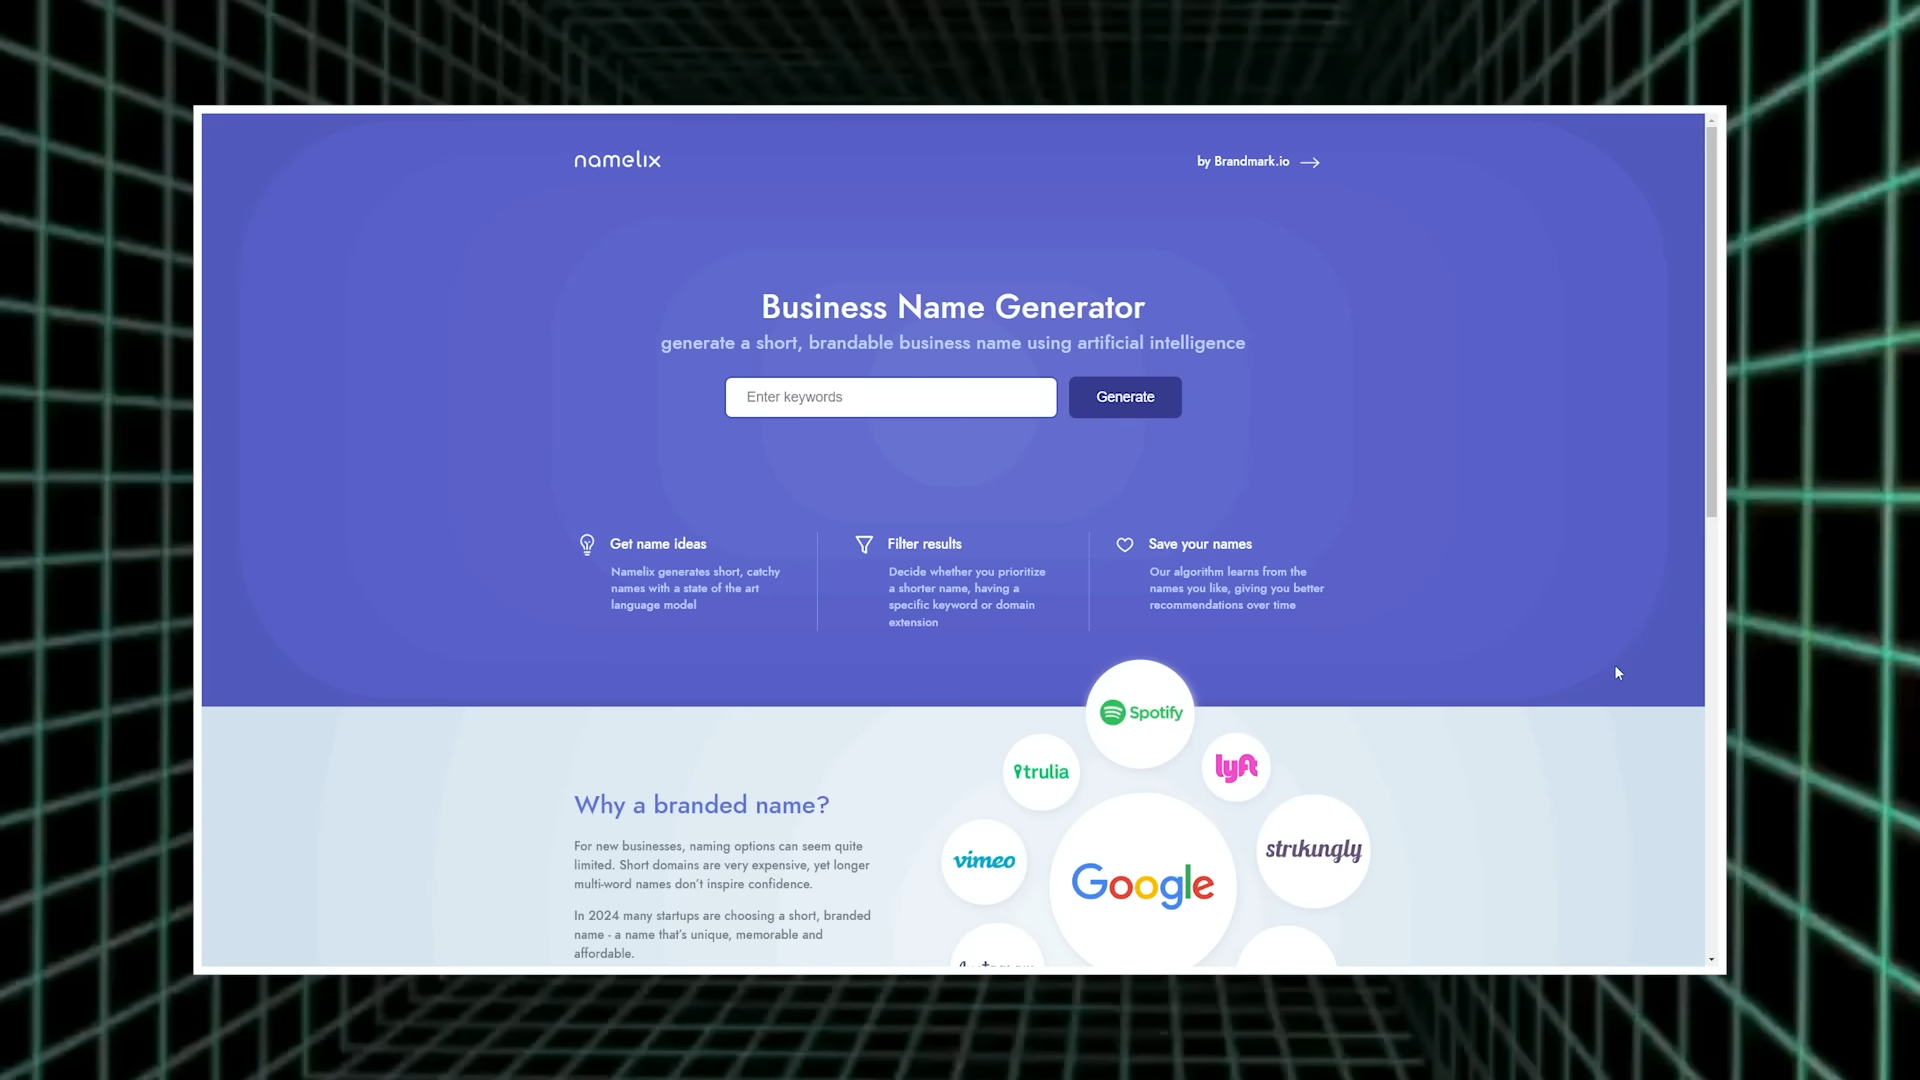 namelix
by Brandmark.io
Business Name Generator
generate a short, brandable business name using artificial intelligence
Enter keywords
Generate
Get name ideas
Namelix generates short, catchy
names with a state of the art
language model
Filter results
Decide whether you prioritize
a shorter name, having a
specific keyword or domain
extension
Save your names
Our algorithm learns from the
names you like, giving you better
recommendations over time
Spotify
trulia
lyft
Why a branded name?
For new businesses, naming options can seem quite
limited. Short domains are very expensive, yet longer
multi-word names don't inspire confidence.
In 2024 many startups are choosing a short, branded
name - a name that's unique, memorable and
affordable.
vimeo
Google
strikingly